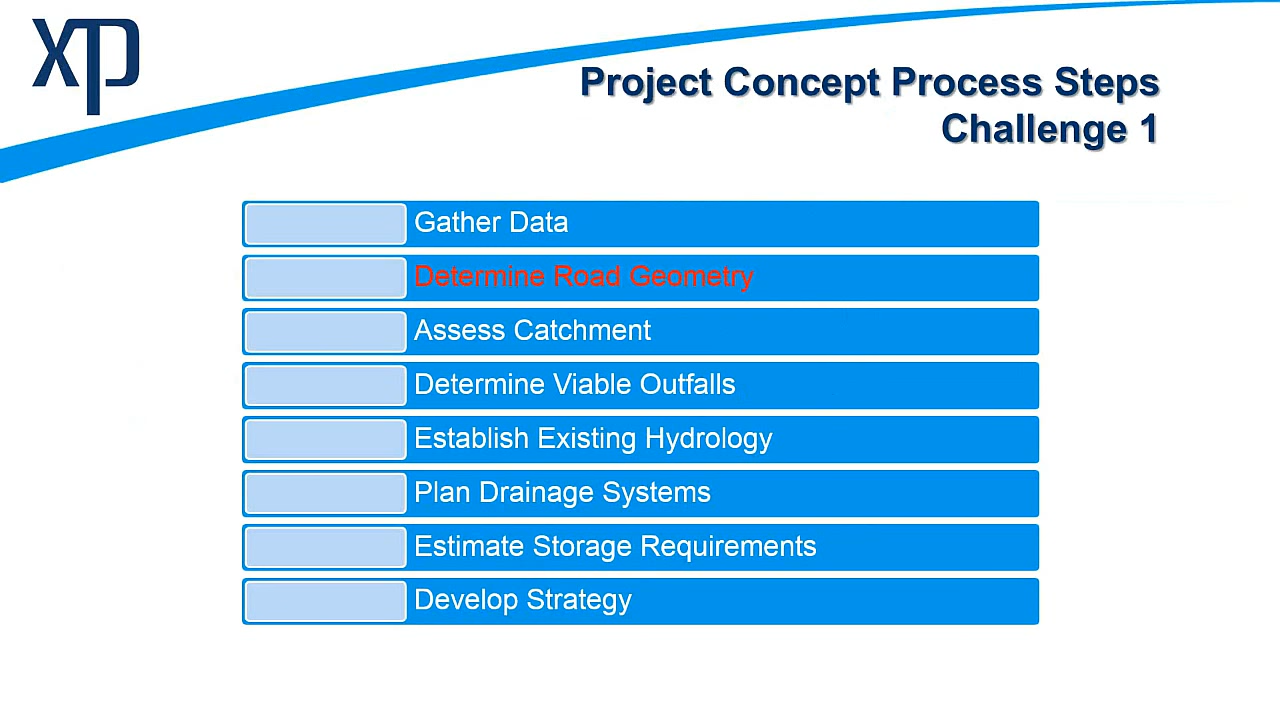 xp
Project Concept Process Steps
Challenge 1
Gather Data
Determine Road Geometry
Assess Catchment
Determine Viable Outfalls
Establish Existing Hydrology
Plan Drainage Systems
Estimate Storage Requirements
Develop Strategy